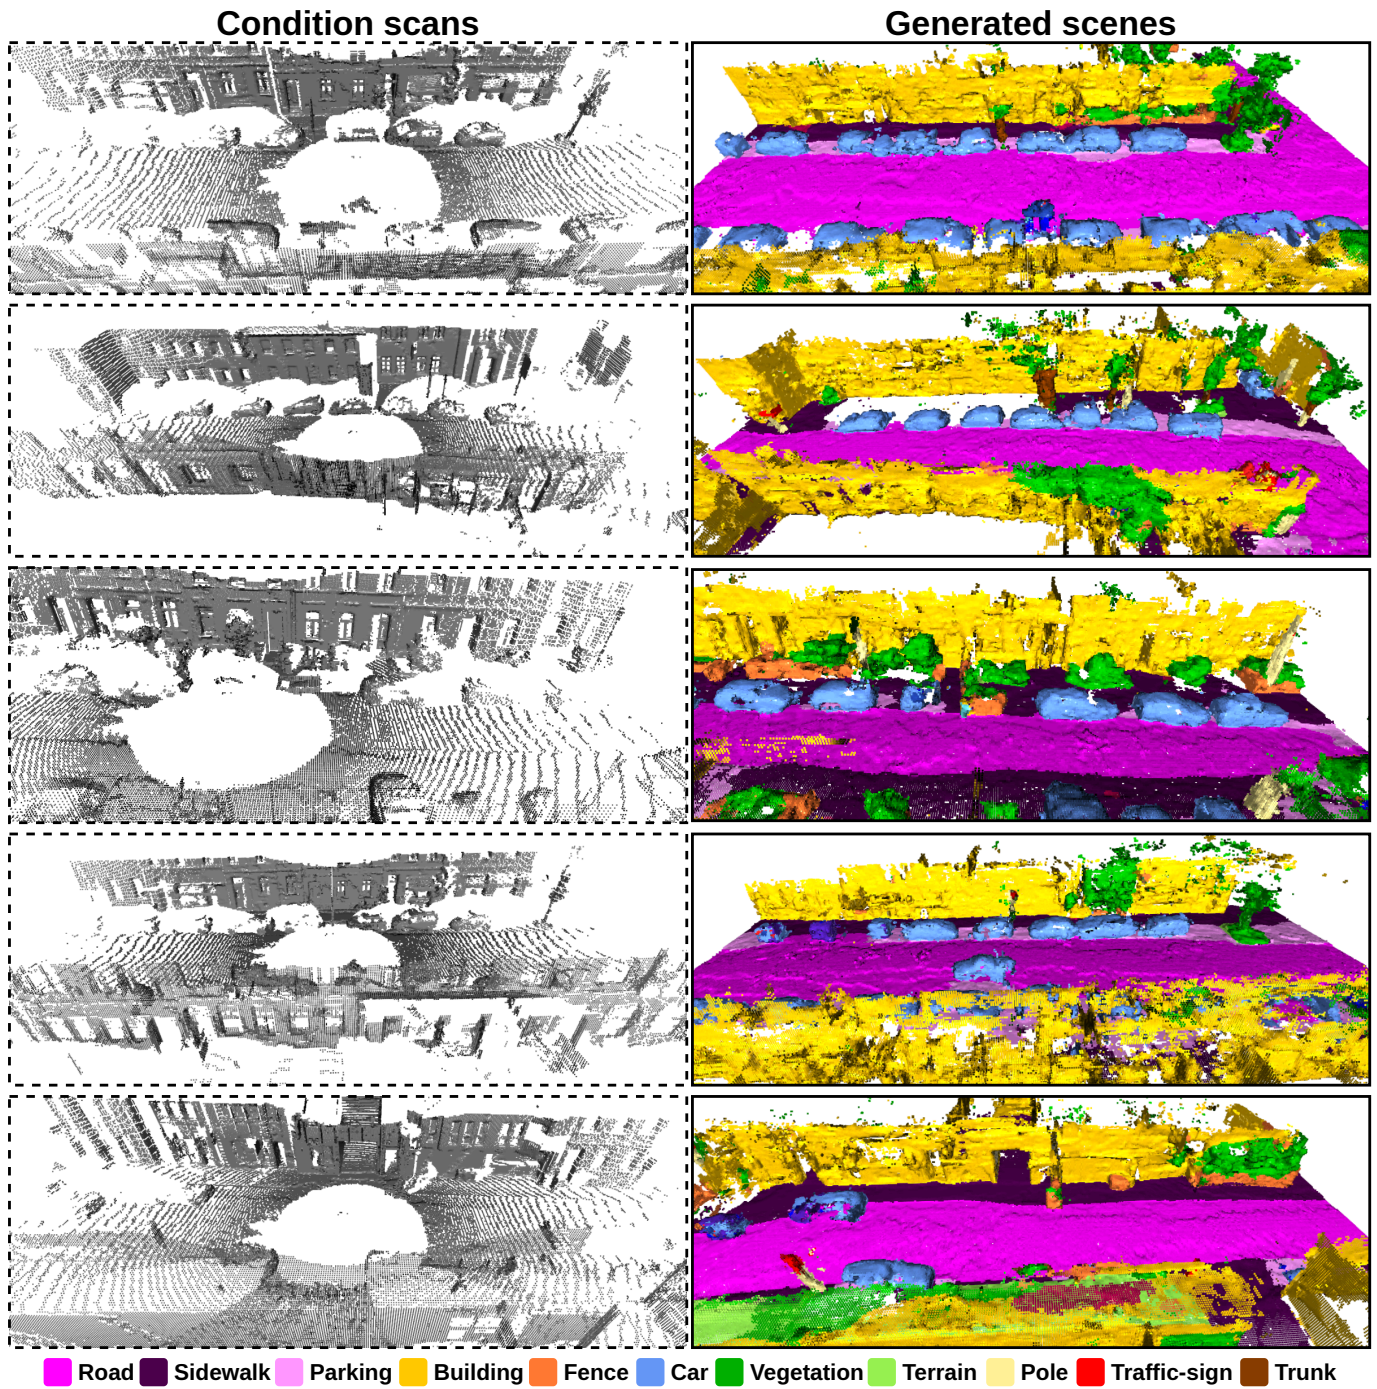 Condition scans
Generated scenes
Road Sidewalk Parking Building Fence Car Vegetation Terrain Pole Traffic-sign Trunk